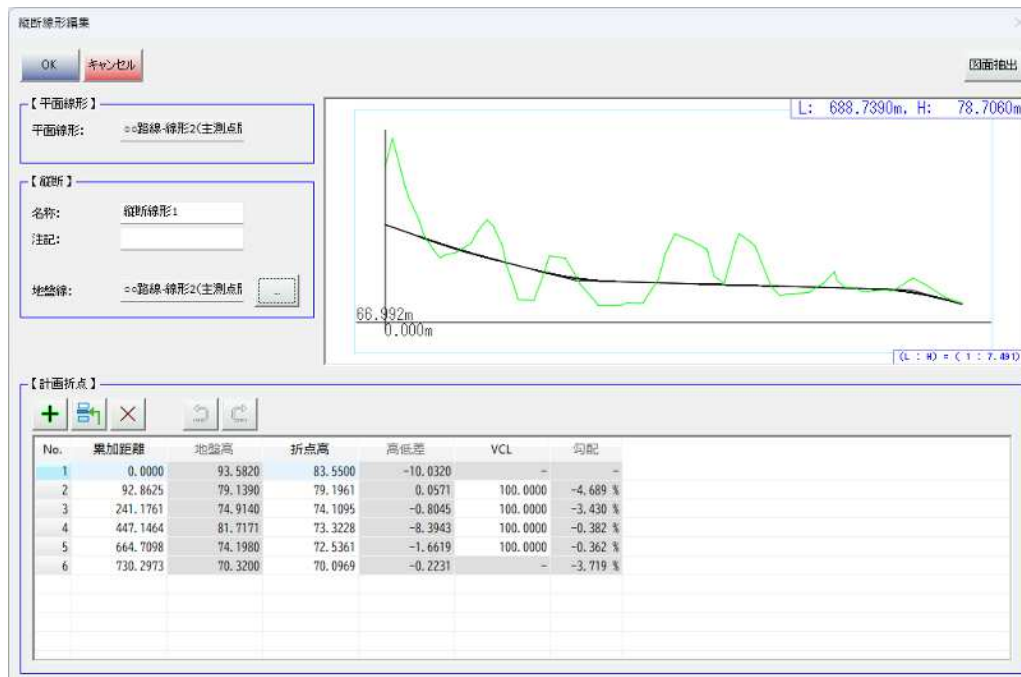 縦断線形編集
OK キャンセル 図面抽出
【平面線形】
平面線形: ○○路線-線形2(主測点
【縦断】
名称: 縦断線形1
注記:
地盤線: ○○路線-線形2(主測点
...
L: 688.7390m, H: 78.7060m
66.992m
0.000m
(L : H) = ( 1 : 7.491)
【計画折点】
No. 累加距離 地盤高 折点高 高低差 VCL 勾配
1 0.0000 93.5820 83.5500 -10.0320 - -
2 92.8625 79.1390 79.1961 0.0571 100.0000 -4.689 %
3 241.1761 74.9140 74.1095 -0.8045 100.0000 -3.430 %
4 447.1464 81.7171 73.3228 -8.3943 100.0000 -0.382 %
5 664.7098 74.1980 72.5361 -1.6619 100.0000 -0.362 %
6 730.2973 70.3200 70.0969 -0.2231 - -3.719 %